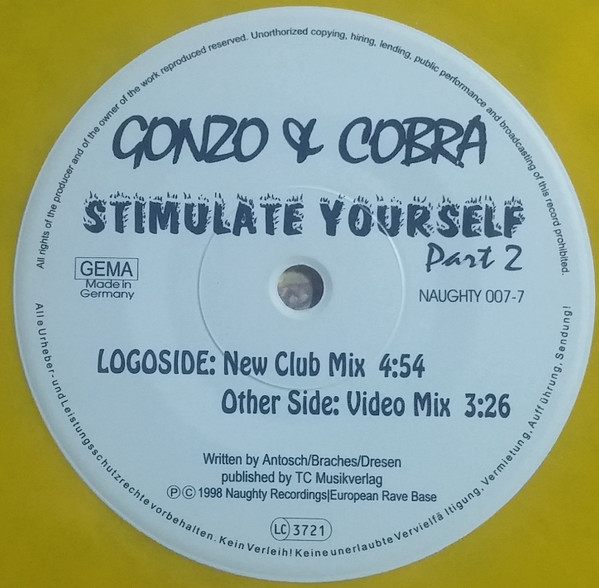 All rights of the producer and of the owner of the work reproduced reserved. Unorthorized copying, hiring, lending, public performance and broadcasting of this record prohibited.
GONZO & COBRA
STIMULATE YOURSELF
Part 2
GEMA
Made in
Germany
NAUGHTY 007-7
LOGOSIDE: New Club Mix 4:54
Other Side: Video Mix 3:26
Written by Antosch/Braches/Dresen
published by TC Musikverlag
Ⓟ © 1998 Naughty Recordings|European Rave Base
LC 3721
Alle Urheber- und Leistungsschutzrechte vorbehalten. Kein Verleih! Keine unerlaubte Vervielfältigung, Vermietung, Aufführung, Sendung!